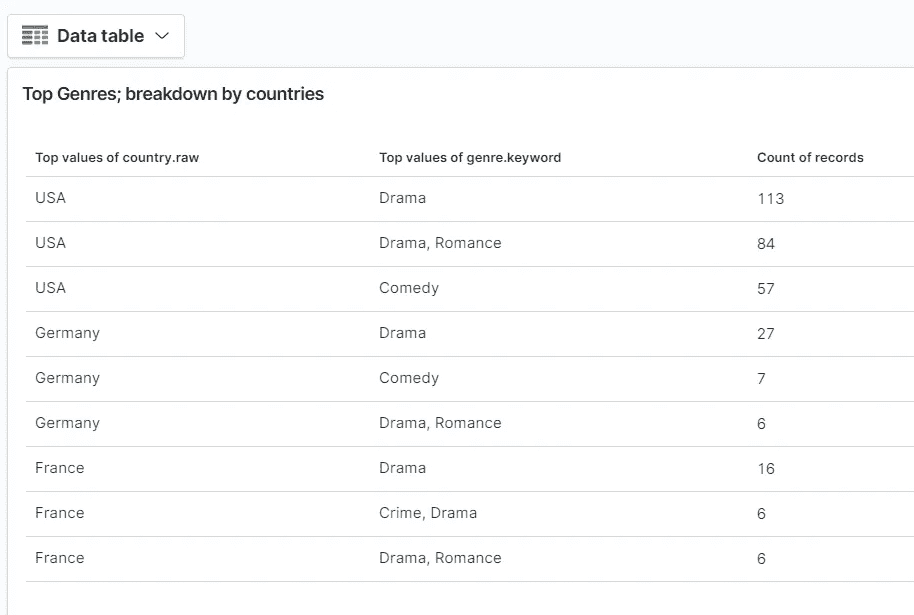 Data table
Top Genres; breakdown by countries
Top values of country.raw Top values of genre.keyword Count of records
USA Drama 113
USA Drama, Romance 84
USA Comedy 57
Germany Drama 27
Germany Comedy 7
Germany Drama, Romance 6
France Drama 16
France Crime, Drama 6
France Drama, Romance 6